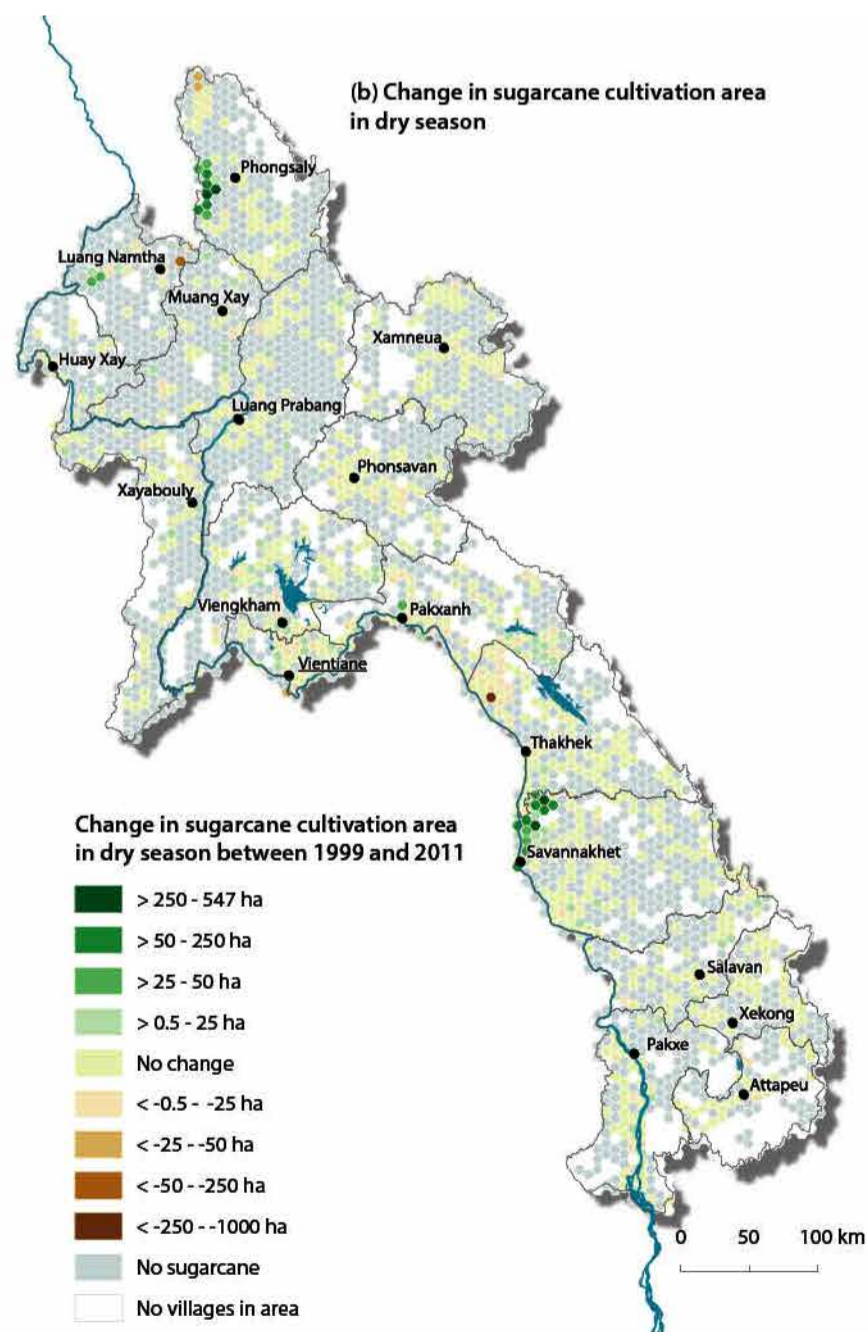 (b) Change in sugarcane cultivation area
in dry season
Phongsaly
Luang Namtha
Muang Xay
Xamneua
Huay Xay
Luang Prabang
Phonsavan
Xayabouly
Viengkham
Pakxanh
Vientiane
Thakhek
Change in sugarcane cultivation area
in dry season between 1999 and 2011
Savannakhet
> 250 - 547 ha
> 50 - 250 ha
> 25 - 50 ha
> 0.5 - 25 ha
No change
< -0.5 - -25 ha
< -25 - -50 ha
< -50 - -250 ha
< -250 - -1000 ha
No sugarcane
No villages in area
Salavan
Xekong
Pakxe
Attapeu
0 50 100 km